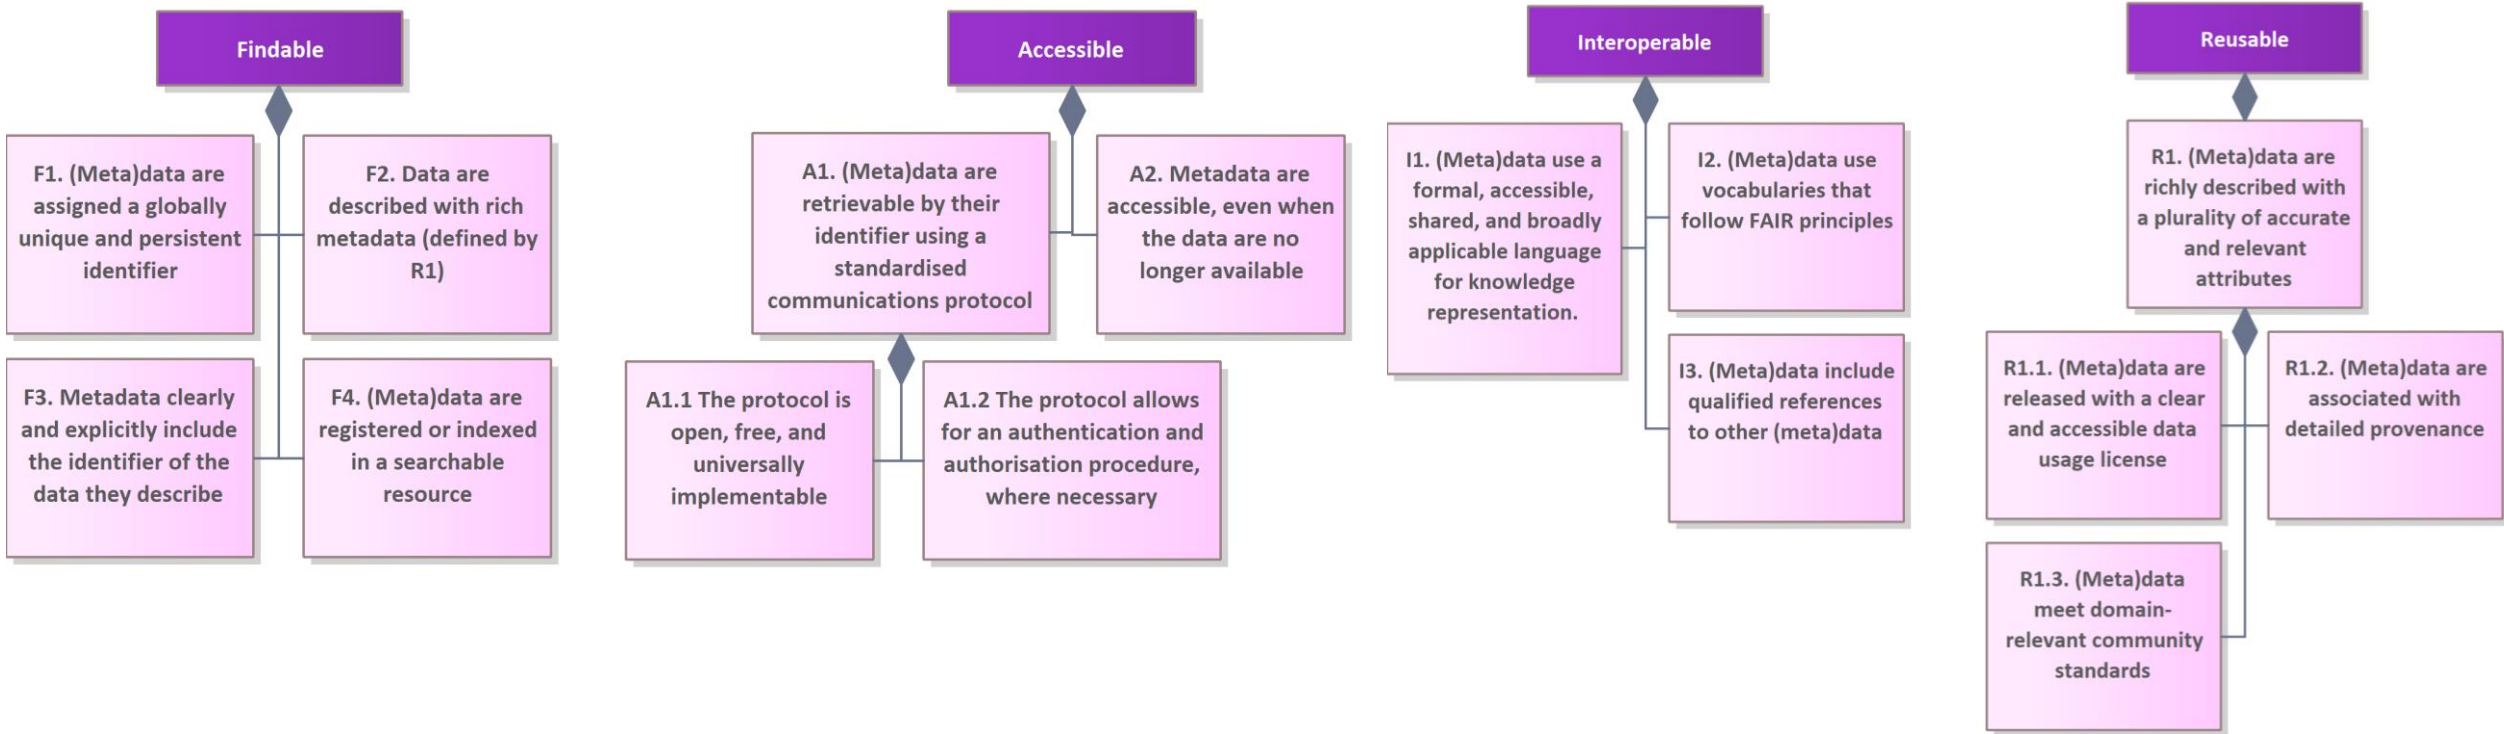 Findable
F1. (Meta)data are
assigned a globally
unique and persistent
identifier
F2. Data are
described with rich
metadata (defined by
R1)
F3. Metadata clearly
and explicitly include
the identifier of the
data they describe
F4. (Meta)data are
registered or indexed
in a searchable
resource
Accessible
A1. (Meta)data are
retrievable by their
identifier using a
standardised
communications protocol
A2. Metadata are
accessible, even when
the data are no
longer available
A1.1 The protocol is
open, free, and
universally
implementable
A1.2 The protocol allows
for an authentication and
authorisation procedure,
where necessary
Interoperable
I1. (Meta)data use a
formal, accessible,
shared, and broadly
applicable language
for knowledge
representation.
I2. (Meta)data use
vocabularies that
follow FAIR principles
I3. (Meta)data include
qualified references
to other (meta)data
Reusable
R1. (Meta)data are
richly described with
a plurality of accurate
and relevant
attributes
R1.1. (Meta)data are
released with a clear
and accessible data
usage license
R1.2. (Meta)data are
associated with
detailed provenance
R1.3. (Meta)data
meet domain-
relevant community
standards